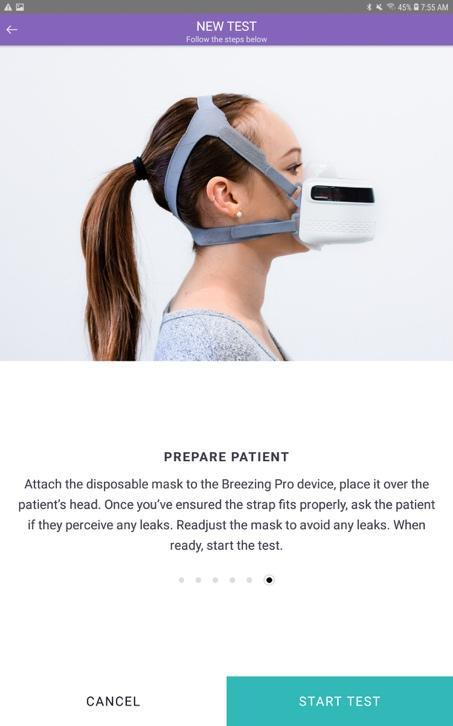 45% 7:55 AM
NEW TEST
Follow the steps below
PREPARE PATIENT
Attach the disposable mask to the Breezing Pro device, place it over the
patient’s head. Once you’ve ensured the strap fits properly, ask the patient
if they perceive any leaks. Readjust the mask to avoid any leaks. When
ready, start the test.
CANCEL
START TEST